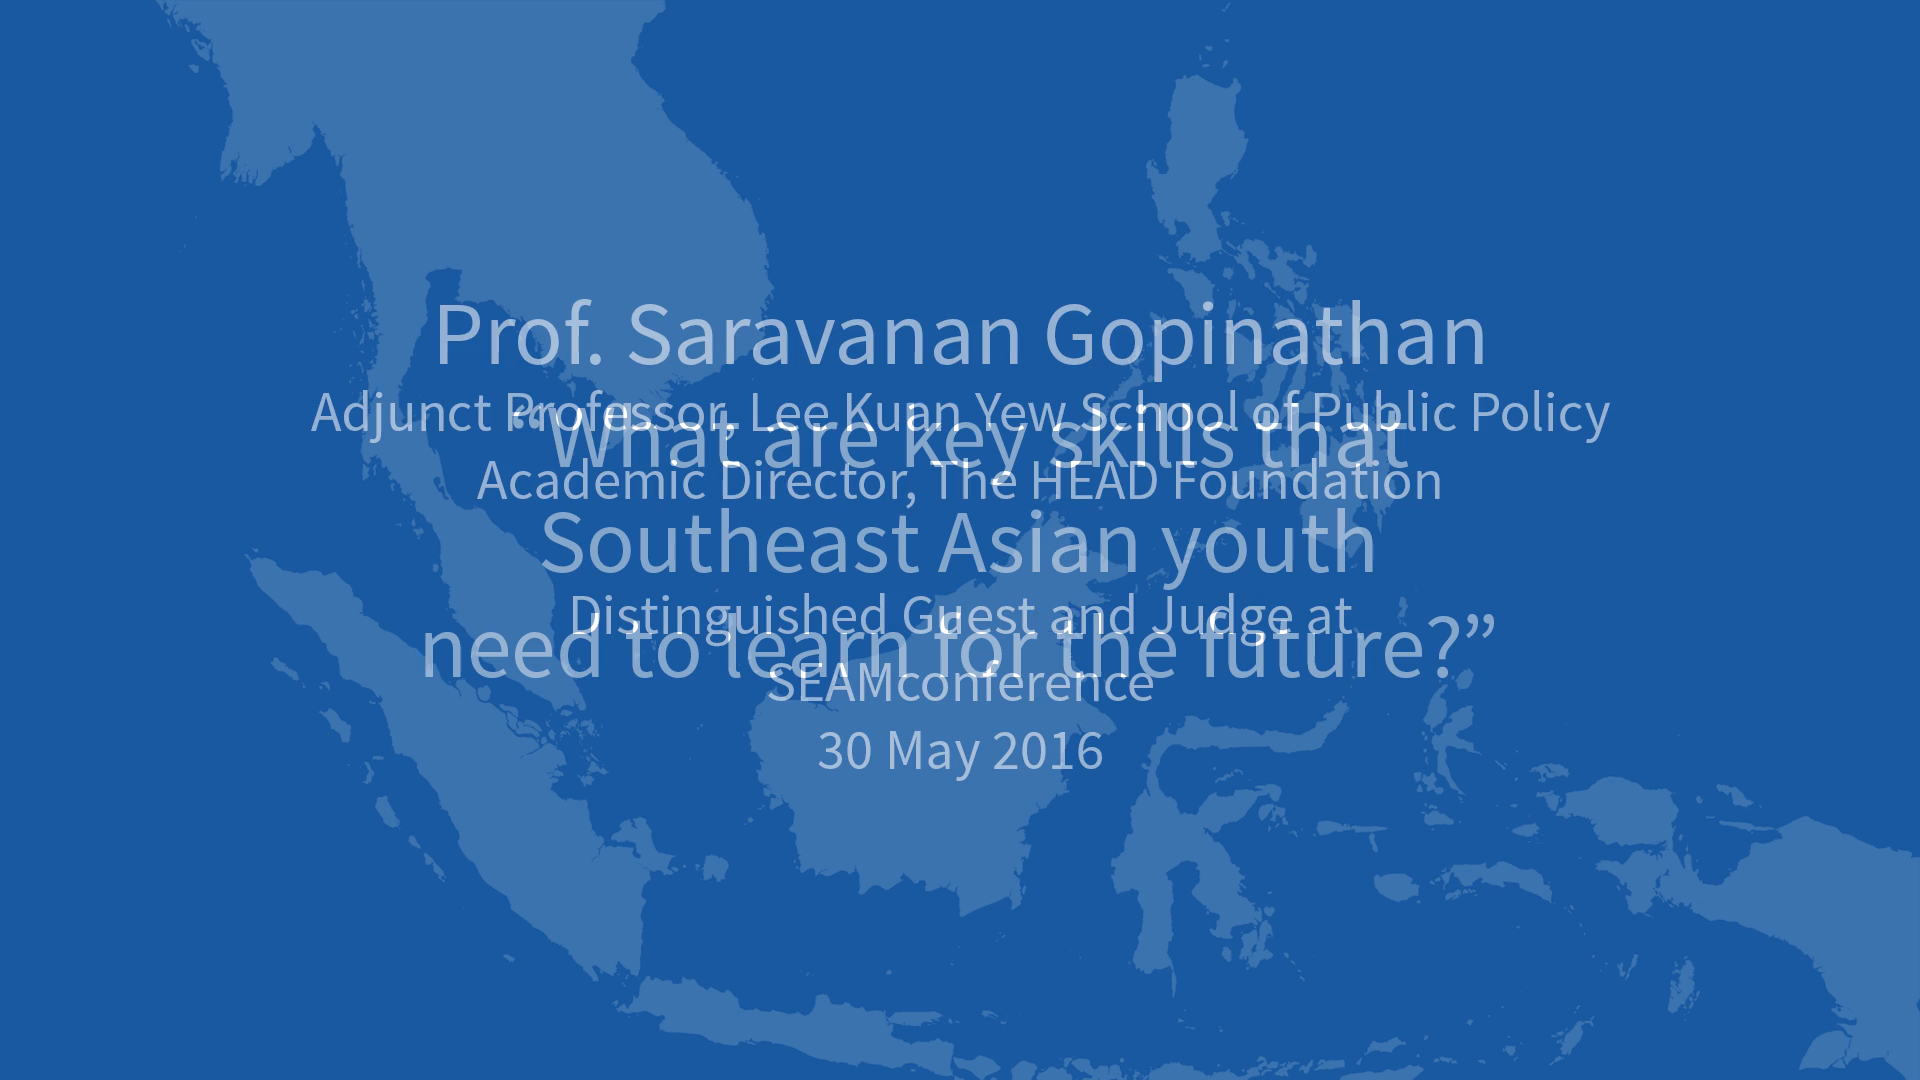 Prof. Saravanan Gopinathan
Adjunct Professor, Lee Kuan Yew School of Public Policy
Academic Director, The HEAD Foundation
Distinguished Guest and Judge at
SEAMconference
30 May 2016
“What are key skills that
Southeast Asian youth
need to learn for the future?”